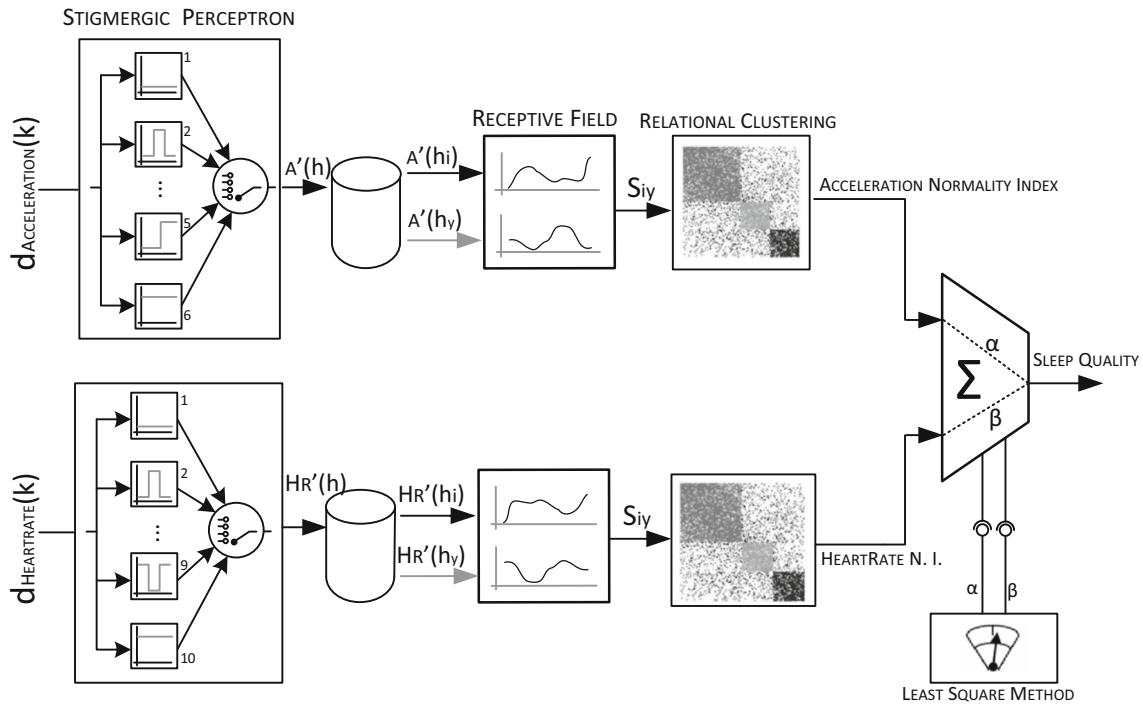 STIGMERGIC PERCEPTRON
dACCELERATION(k)
1
2
...
5
6
A'(h)
A'(hi)
A'(hy)
RECEPTIVE FIELD
Siy
RELATIONAL CLUSTERING
ACCELERATION NORMALITY INDEX
dHEARTRATE(k)
1
2
...
9
10
HR'(h)
HR'(hi)
HR'(hy)
Siy
HEARTRATE N. I.
α
Σ
β
SLEEP QUALITY
α
β
LEAST SQUARE METHOD